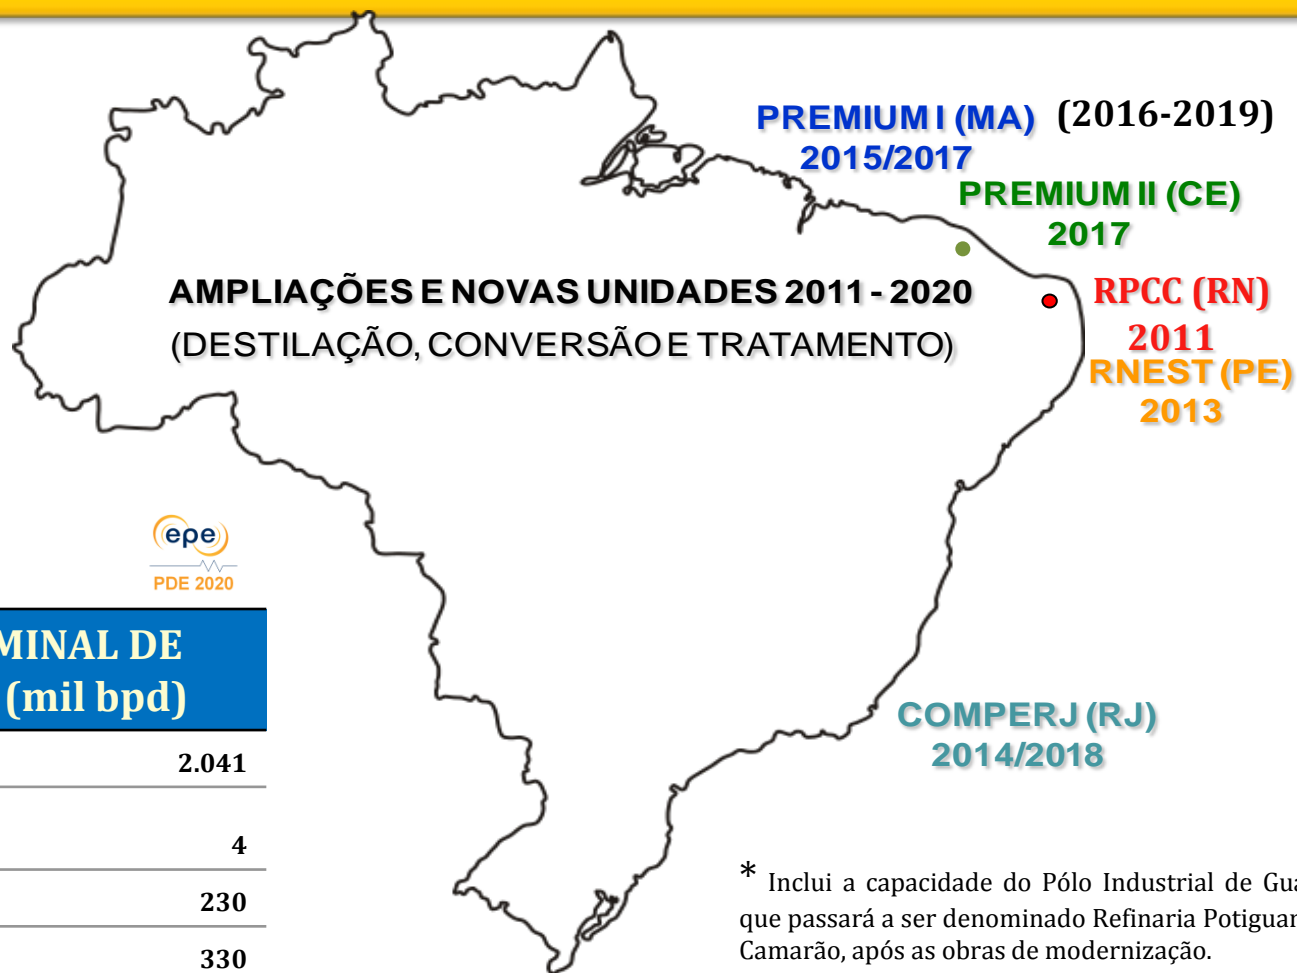 PREMIUM I (MA) (2016-2019)
2015/2017
PREMIUM II (CE)
2017
AMPLIAÇÕES E NOVAS UNIDADES 2011 - 2020
(DESTILAÇÃO, CONVERSÃO E TRATAMENTO)
RPCC (RN)
2011
RNEST (PE)
2013
epe
PDE 2020
MINAL DE
(mil bpd)
2.041
4
230
330
COMPERJ (RJ)
2014/2018
* Inclui a capacidade do Pólo Industrial de Gua
que passará a ser denominado Refinaria Potiguar
Camarão, após as obras de modernização.